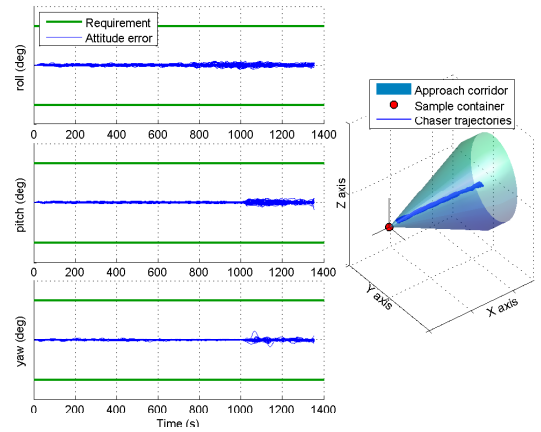 Requirement
Attitude error
roll (deg)
0 200 400 600 800 1000 1200 1400
pitch (deg)
0 200 400 600 800 1000 1200 1400
yaw (deg)
0 200 400 600 800 1000 1200 1400
Time (s)
Approach corridor
Sample container
Chaser trajectories
Z axis
Y axis
X axis